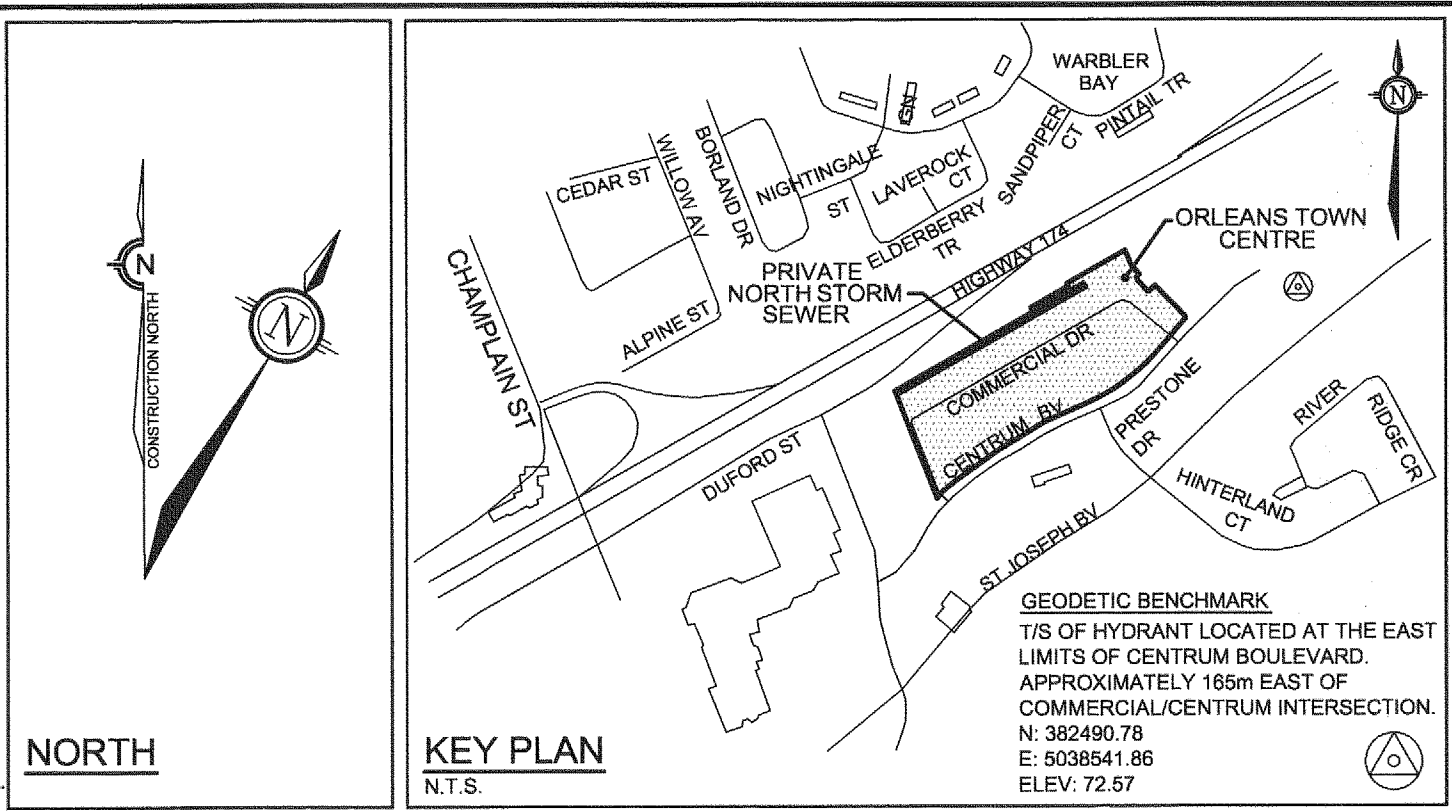 N
CONSTRUCTION NORTH
N
NORTH
WARBLER
BAY
N
PINTAIL TR
SANDPIPER
CT
BORLAND DR
WILLOW AV
CEDAR ST
NIGHTINGALE
ST
LAVEROCK
CT
ELDERBERRY
TR
HIGHWAY 174
ORLEANS TOWN
CENTRE
PRIVATE
NORTH STORM
SEWER
CHAMPLAIN ST
ALPINE ST
COMMERCIAL DR
CENTRUM BV
PRESTONE
DR
RIVER
RIDGE CR
HINTERLAND
CT
DUFORD ST
ST JOSEPH BV
GEODETIC BENCHMARK
T/S OF HYDRANT LOCATED AT THE EAST
LIMITS OF CENTRUM BOULEVARD.
APPROXIMATELY 165m EAST OF
COMMERCIAL/CENTRUM INTERSECTION.
N: 382490.78
E: 5038541.86
ELEV: 72.57
KEY PLAN
N.T.S.